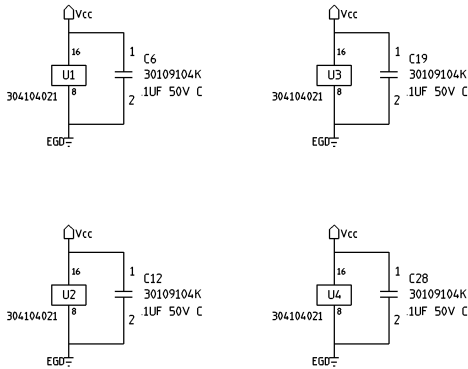 Vcc
16
1
C6
U1
30109104K
304104021
8
.1UF 50V C
2
EGD
Vcc
16
1
C19
U3
30109104K
304104021
8
.1UF 50V C
2
EGD
Vcc
16
1
C12
U2
30109104K
304104021
8
.1UF 50V C
2
EGD
Vcc
16
1
C28
U4
30109104K
304104021
8
.1UF 50V C
2
EGD